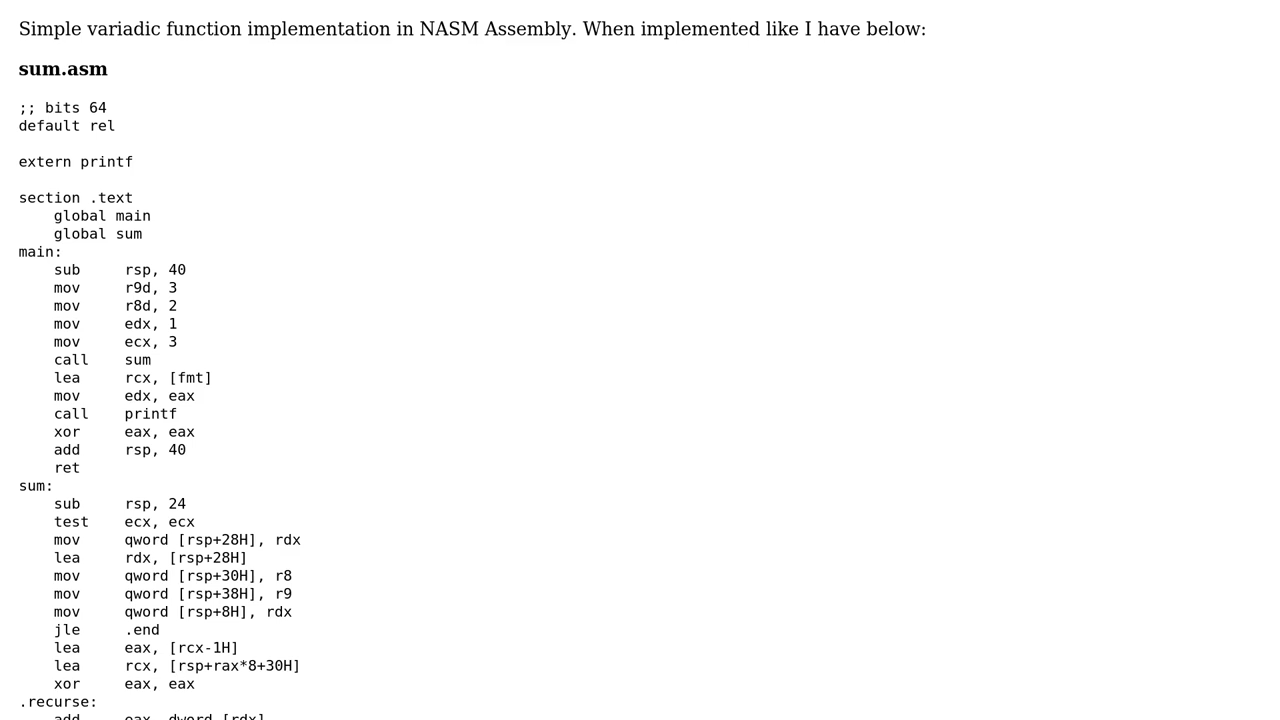 Simple variadic function implementation in NASM Assembly. When implemented like I have below:
sum.asm
;; bits 64
default rel
extern printf
section .text
    global main
    global sum
main:
    sub     rsp, 40
    mov     r9d, 3
    mov     r8d, 2
    mov     edx, 1
    mov     ecx, 3
    call    sum
    lea     rcx, [fmt]
    mov     edx, eax
    call    printf
    xor     eax, eax
    add     rsp, 40
    ret
sum:
    sub     rsp, 24
    test    ecx, ecx
    mov     qword [rsp+28H], rdx
    lea     rdx, [rsp+28H]
    mov     qword [rsp+30H], r8
    mov     qword [rsp+38H], r9
    mov     qword [rsp+8H], rdx
    jle     .end
    lea     eax, [rcx-1H]
    lea     rcx, [rsp+rax*8+30H]
    xor     eax, eax
.recurse:
    add     eax, dword [rdx]